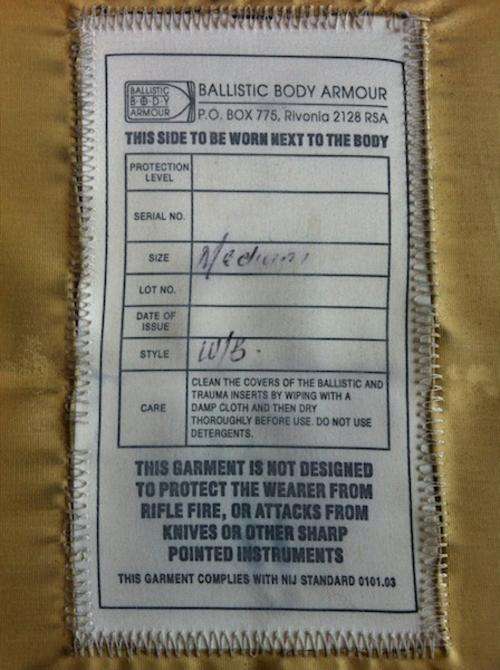 BALLISTIC
BODY
ARMOUR
BALLISTIC BODY ARMOUR
P.O. BOX 775, Rivonia 2128 RSA
THIS SIDE TO BE WORN NEXT TO THE BODY
PROTECTION
LEVEL
SERIAL NO.
SIZE Medium
LOT NO.
DATE OF
ISSUE
STYLE W/B.
CARE
CLEAN THE COVERS OF THE BALLISTIC AND
TRAUMA INSERTS BY WIPING WITH A
DAMP CLOTH AND THEN DRY
THOROUGHLY BEFORE USE. DO NOT USE
DETERGENTS.
THIS GARMENT IS NOT DESIGNED
TO PROTECT THE WEARER FROM
RIFLE FIRE, OR ATTACKS FROM
KNIVES OR OTHER SHARP
POINTED INSTRUMENTS
THIS GARMENT COMPLIES WITH NIJ STANDARD 0101.03